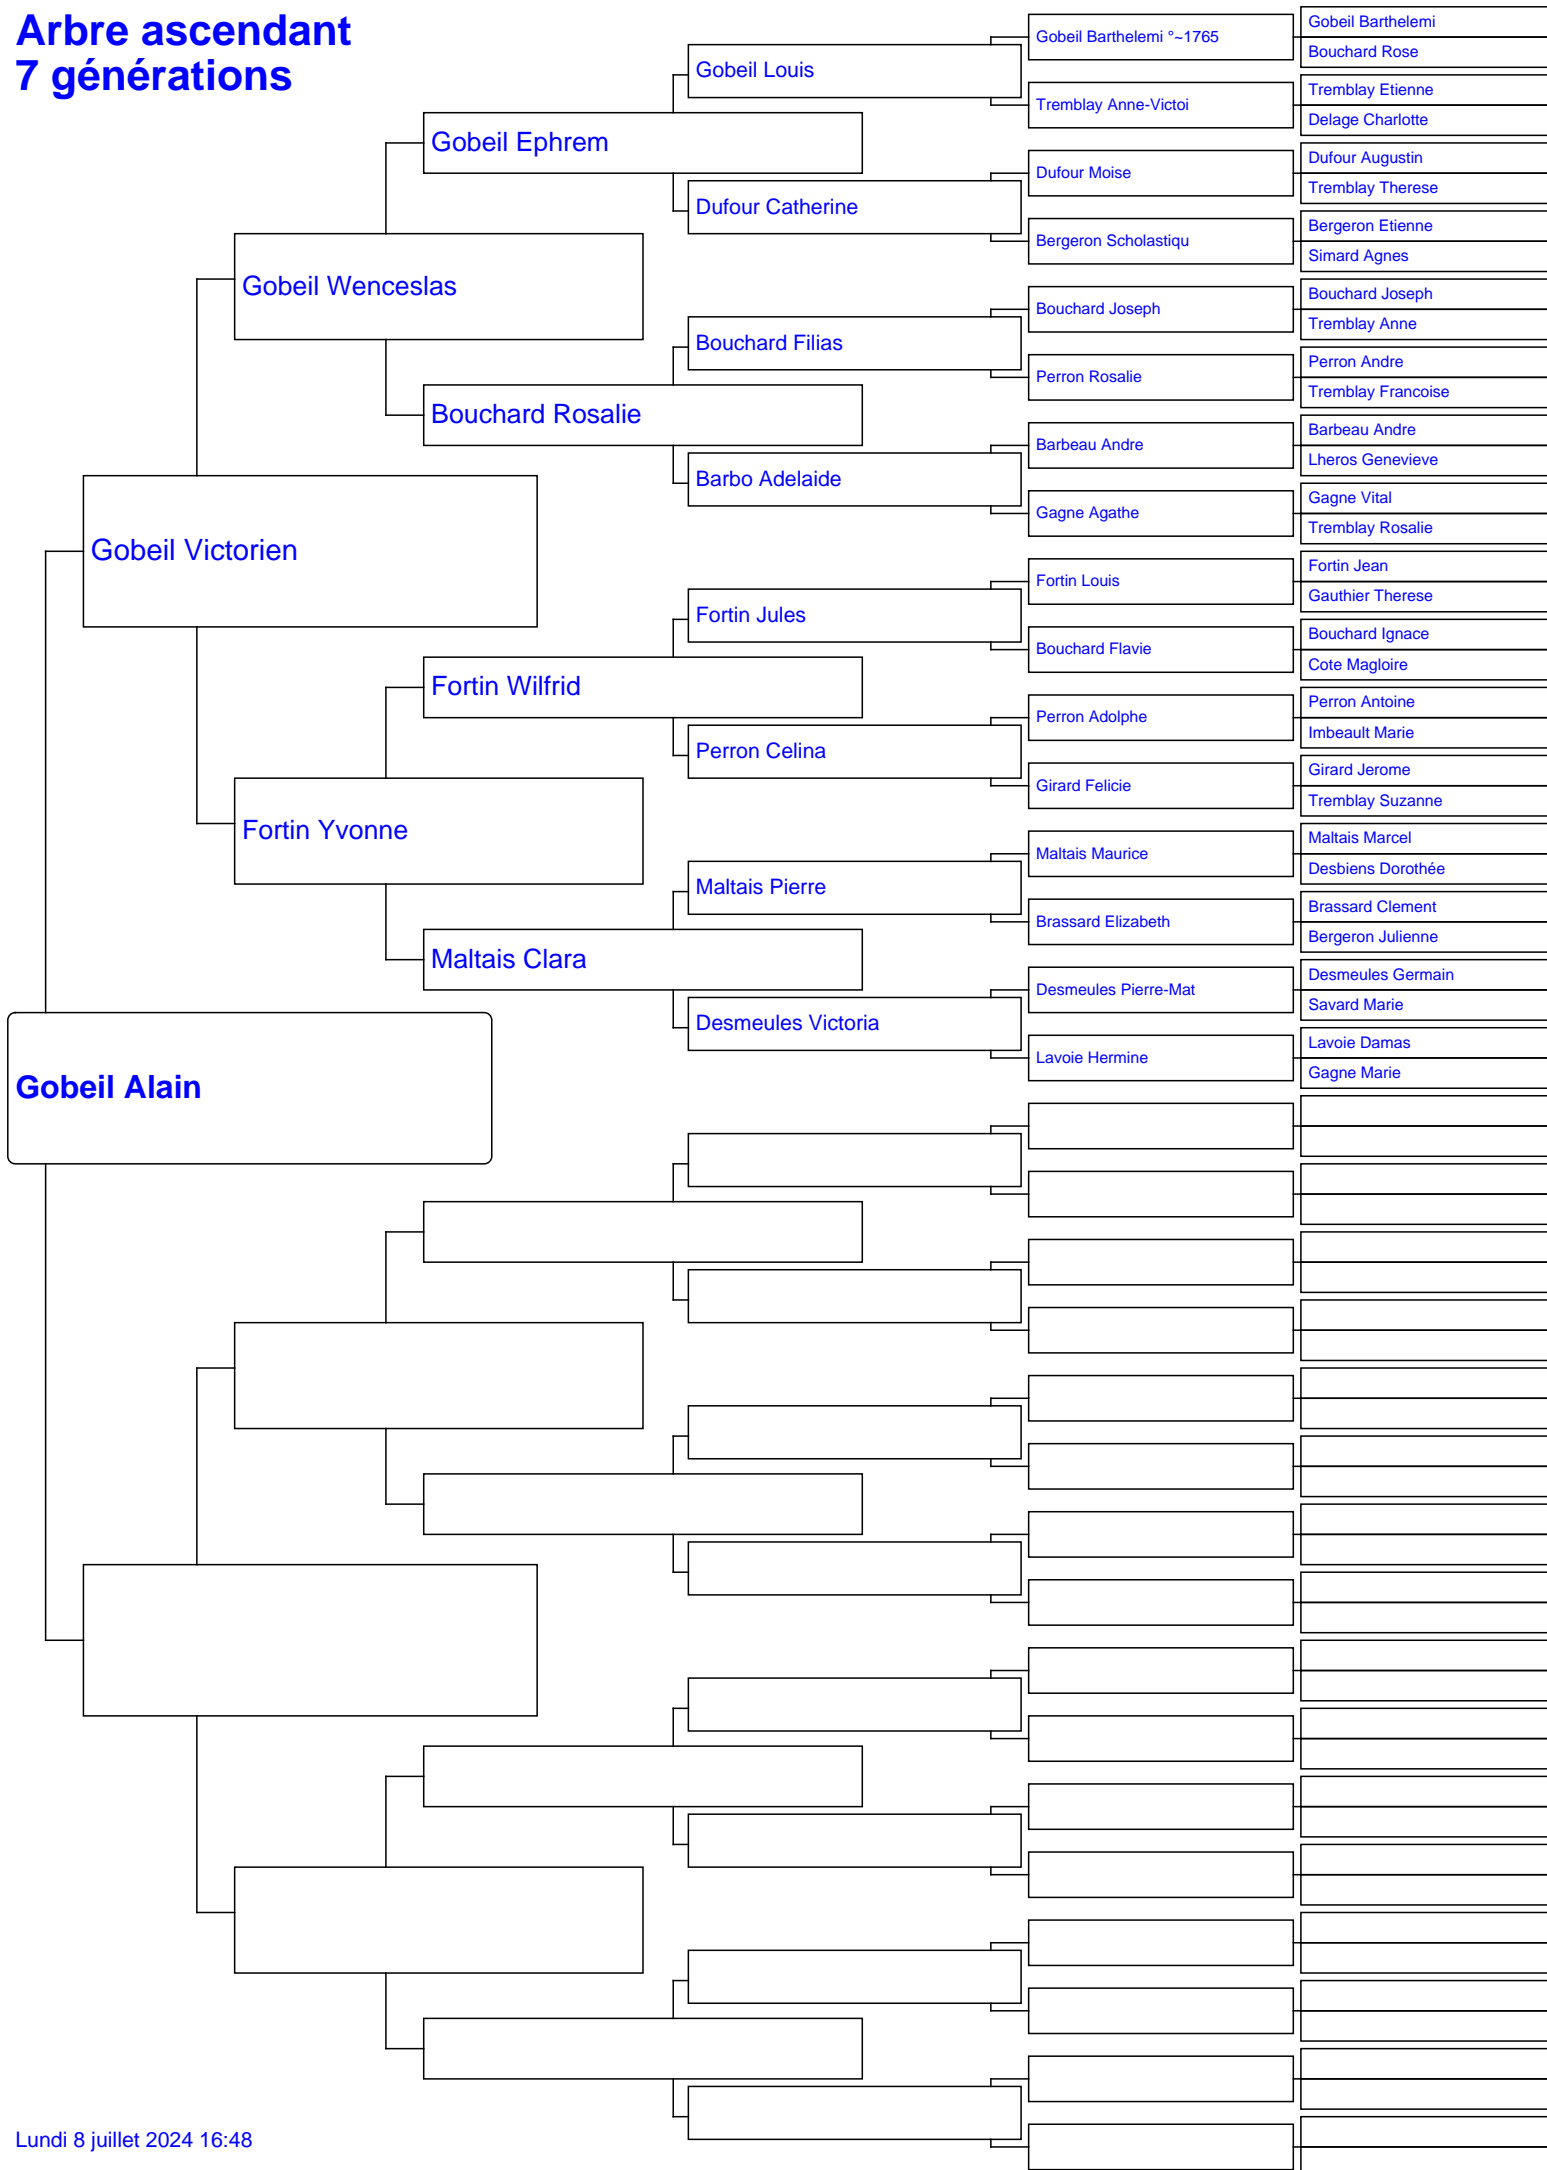 Arbre ascendant
7 générations
Gobeil Barthelemi
Gobeil Barthelemi °~1765
Bouchard Rose
Gobeil Louis
Tremblay Etienne
Tremblay Anne-Victoi
Delage Charlotte
Gobeil Ephrem
Dufour Augustin
Dufour Moise
Tremblay Therese
Dufour Catherine
Bergeron Etienne
Bergeron Scholastiqu
Simard Agnes
Gobeil Wenceslas
Bouchard Joseph
Bouchard Joseph
Tremblay Anne
Bouchard Filias
Perron Andre
Perron Rosalie
Tremblay Francoise
Bouchard Rosalie
Barbeau Andre
Barbeau Andre
Lheros Genevieve
Barbo Adelaide
Gagne Vital
Gagne Agathe
Tremblay Rosalie
Gobeil Victorien
Fortin Jean
Fortin Louis
Gauthier Therese
Fortin Jules
Bouchard Ignace
Bouchard Flavie
Cote Magloire
Fortin Wilfrid
Perron Antoine
Perron Adolphe
Imbeault Marie
Perron Celina
Girard Jerome
Girard Felicie
Tremblay Suzanne
Fortin Yvonne
Maltais Marcel
Maltais Maurice
Desbiens Dorothée
Maltais Pierre
Brassard Clement
Brassard Elizabeth
Bergeron Julienne
Maltais Clara
Desmeules Germain
Desmeules Pierre-Mat
Savard Marie
Desmeules Victoria
Lavoie Damas
Lavoie Hermine
Gagne Marie
Gobeil Alain
Lundi 8 juillet 2024 16:48